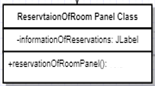 ReservtaionOfRoom Panel Class
-informationOfReservations: JLabel
+reservationOfRoomPanel():